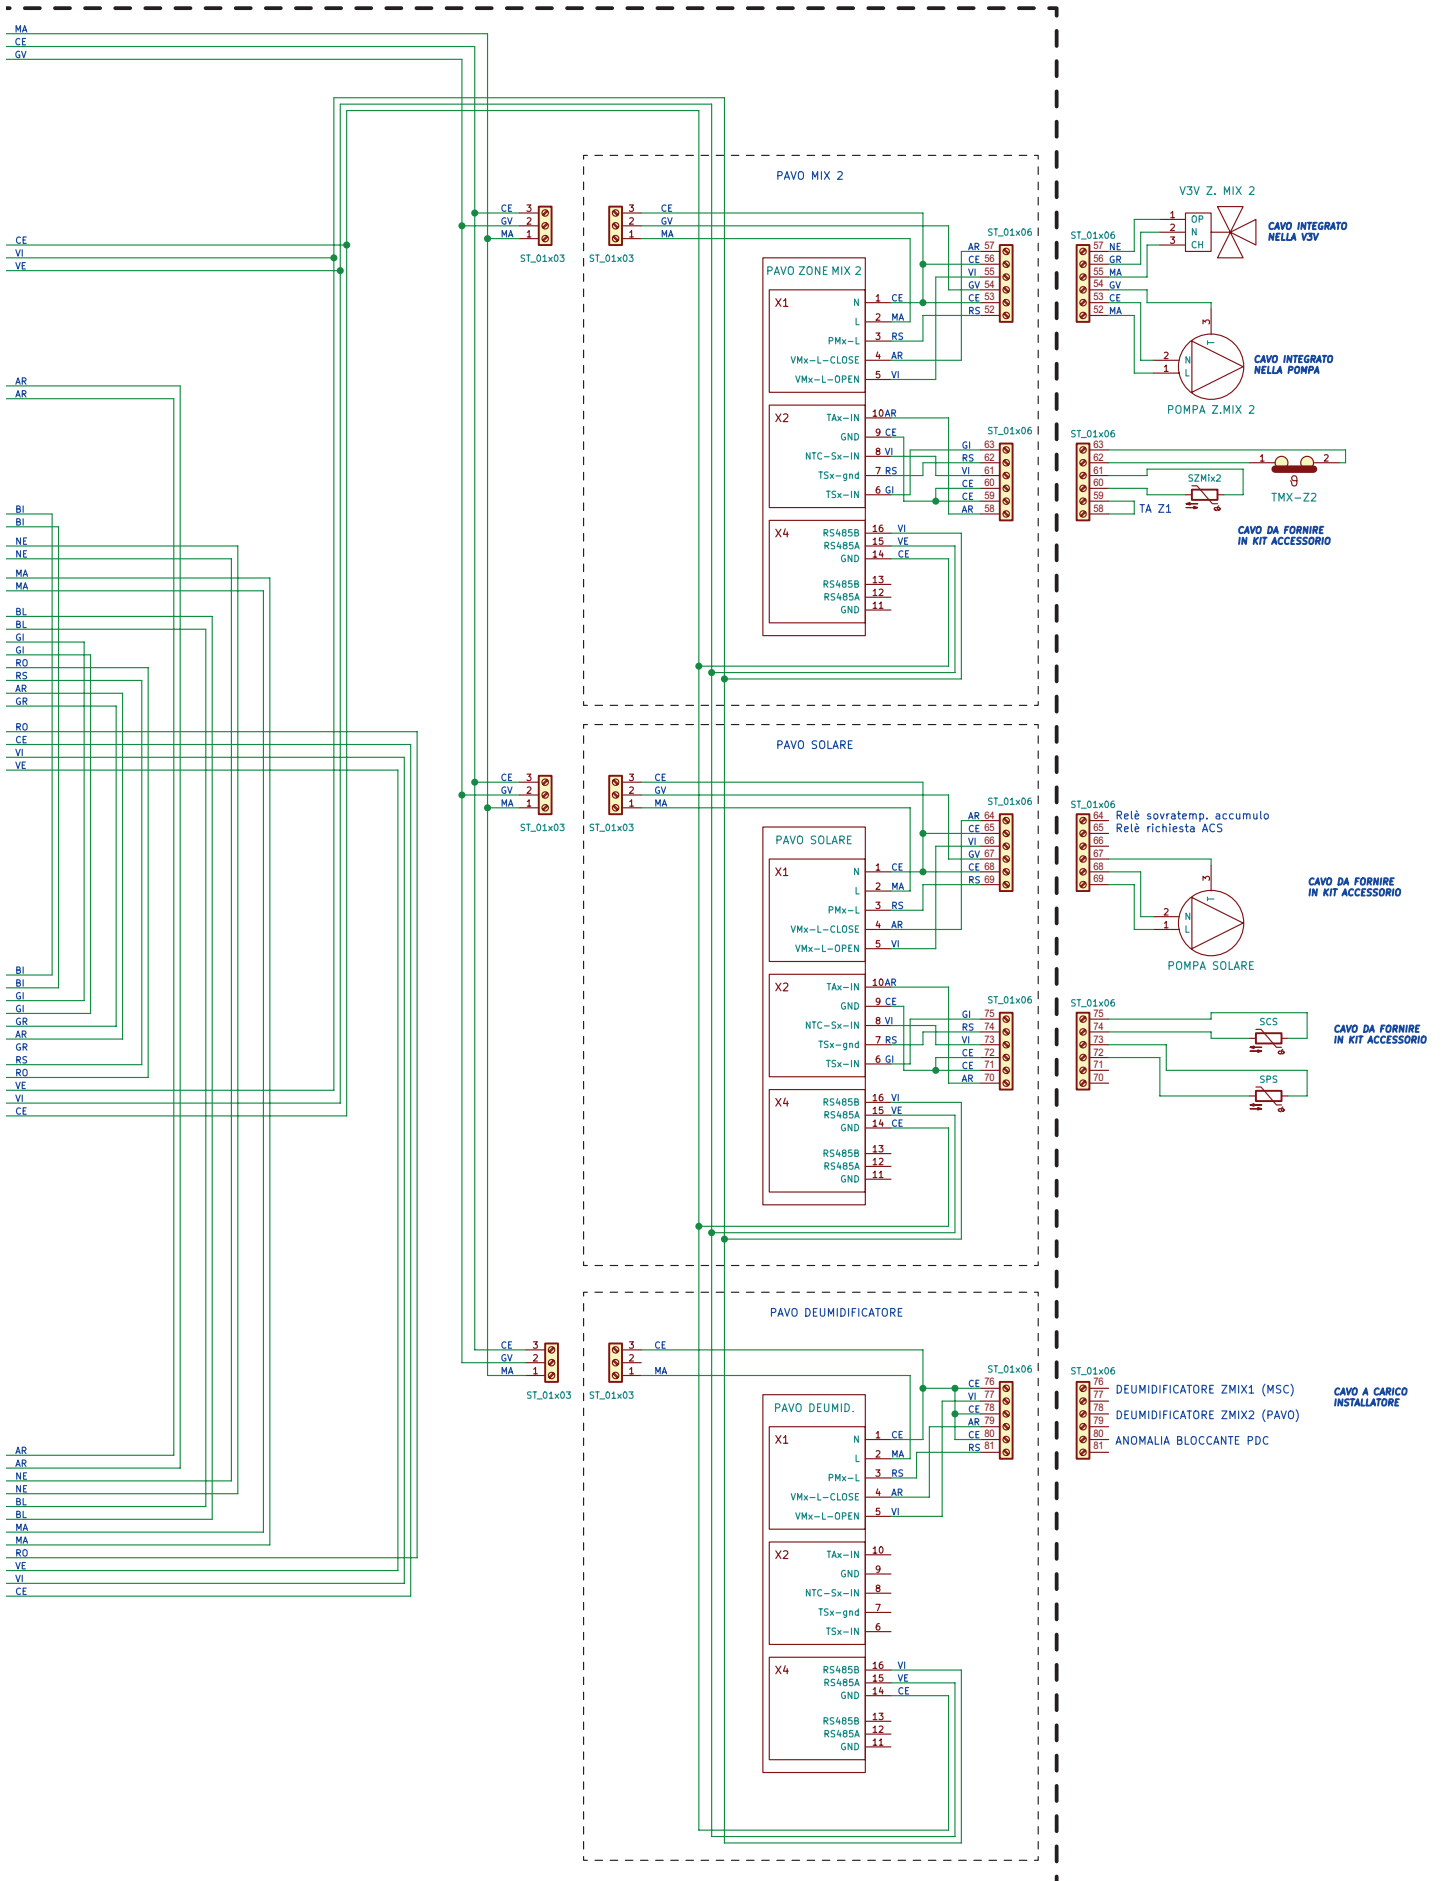 MA
CE
GV
CE
VI
VE
AR
AR
BI
BI
NE
NE
MA
MA
BL
BL
GI
GI
RO
RS
AR
GR
RO
CE
VI
VE
BI
BI
GI
GI
GR
AR
GR
RS
RO
VE
VI
CE
AR
AR
NE
NE
BL
BL
MA
MA
RO
VE
VI
CE
PAVO MIX 2
CE 3
GV 2
MA 1
ST_01x03
3 CE
2 GV
1 MA
ST_01x03
PAVO ZONE MIX 2
X1
N 1 CE
L 2 MA
PMx-L 3 RS
VMx-L-CLOSE 4 AR
VMx-L-OPEN 5 VI
X2
TAx-IN 10 AR
GND 9 CE
NTC-Sx-IN 8 VI
TSx-gnd 7 RS
TSx-IN 6 GI
X4
RS485B 16 VI
RS485A 15 VE
GND 14 CE
RS485B 13
RS485A 12
GND 11
ST_01x06
AR 57
CE 56
VI 55
GV 54
CE 53
RS 52
ST_01x06
GI 63
RS 62
VI 61
CE 60
CE 59
AR 58
ST_01x06
57 NE
56 GR
55 MA
54 GV
53 CE
52 MA
V3V Z. MIX 2
1 OP
2 N
3 CH
CAVO INTEGRATO
NELLA V3V
3
T
2 N
1 L
CAVO INTEGRATO
NELLA POMPA
POMPA Z.MIX 2
ST_01x06
63
62
61
60
59
58
1 2
θ
TMX-Z2
SZMix2
TA Z1
CAVO DA FORNIRE
IN KIT ACCESSORIO
PAVO SOLARE
CE 3
GV 2
MA 1
ST_01x03
3 CE
2 GV
1 MA
ST_01x03
PAVO SOLARE
X1
N 1 CE
L 2 MA
PMx-L 3 RS
VMx-L-CLOSE 4 AR
VMx-L-OPEN 5 VI
X2
TAx-IN 10 AR
GND 9 CE
NTC-Sx-IN 8 VI
TSx-gnd 7 RS
TSx-IN 6 GI
X4
RS485B 16 VI
RS485A 15 VE
GND 14 CE
RS485B 13
RS485A 12
GND 11
ST_01x06
AR 64
CE 65
VI 66
GV 67
CE 68
RS 69
ST_01x06
GI 75
RS 74
VI 73
CE 72
CE 71
AR 70
ST_01x06
64 Relè sovratemp. accumulo
65 Relè richiesta ACS
66
67
68
69
3
T
2 N
1 L
POMPA SOLARE
CAVO DA FORNIRE
IN KIT ACCESSORIO
ST_01x06
75
74
73
72
71
70
SCS
SPS
CAVO DA FORNIRE
IN KIT ACCESSORIO
PAVO DEUMIDIFICATORE
CE 3
GV 2
MA 1
ST_01x03
3 CE
2
1 MA
ST_01x03
PAVO DEUMID.
X1
N 1 CE
L 2 MA
PMx-L 3 RS
VMx-L-CLOSE 4 AR
VMx-L-OPEN 5 VI
X2
TAx-IN 10
GND 9
NTC-Sx-IN 8
TSx-gnd 7
TSx-IN 6
X4
RS485B 16 VI
RS485A 15 VE
GND 14 CE
RS485B 13
RS485A 12
GND 11
ST_01x06
CE 76
VI 77
CE 78
AR 79
CE 80
RS 81
ST_01x06
76
77 DEUMIDIFICATORE ZMIX1 (MSC)
78
79 DEUMIDIFICATORE ZMIX2 (PAVO)
80
81 ANOMALIA BLOCCANTE PDC
CAVO A CARICO
INSTALLATORE